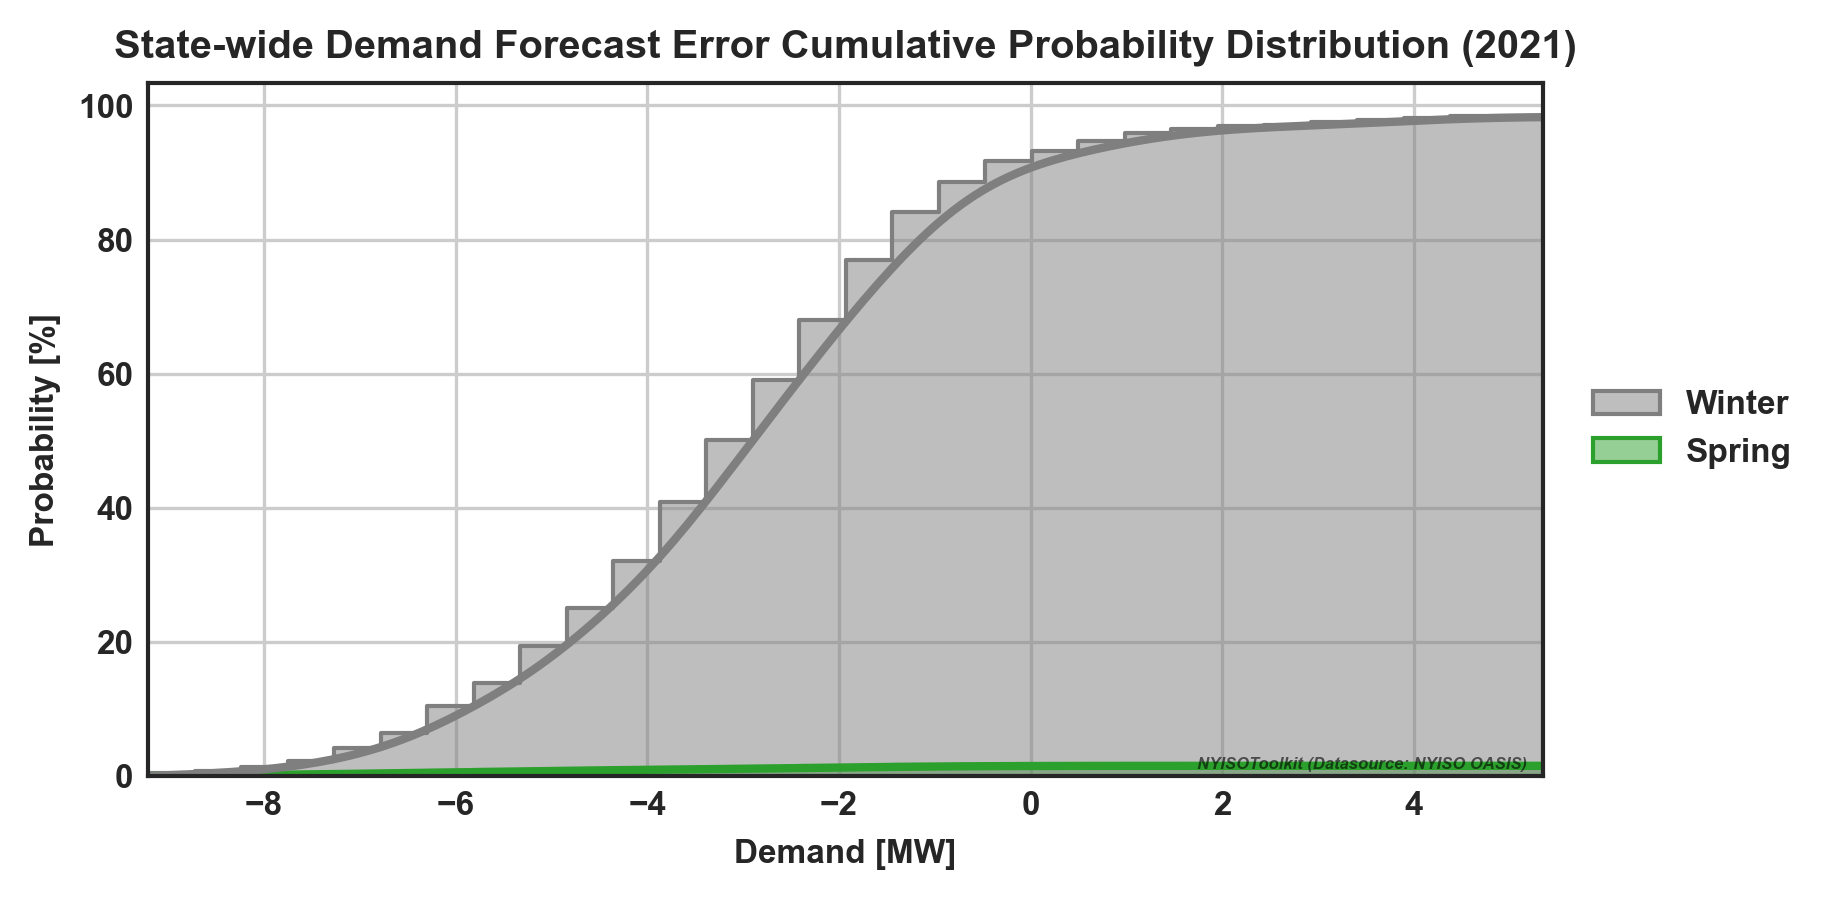 State-wide Demand Forecast Error Cumulative Probability Distribution (2021)
100
80
60
40
20
0
Probability [%]
−8 −6 −4 −2 0 2 4
Demand [MW]
Winter
Spring
NYISOToolkit (Datasource: NYISO OASIS)